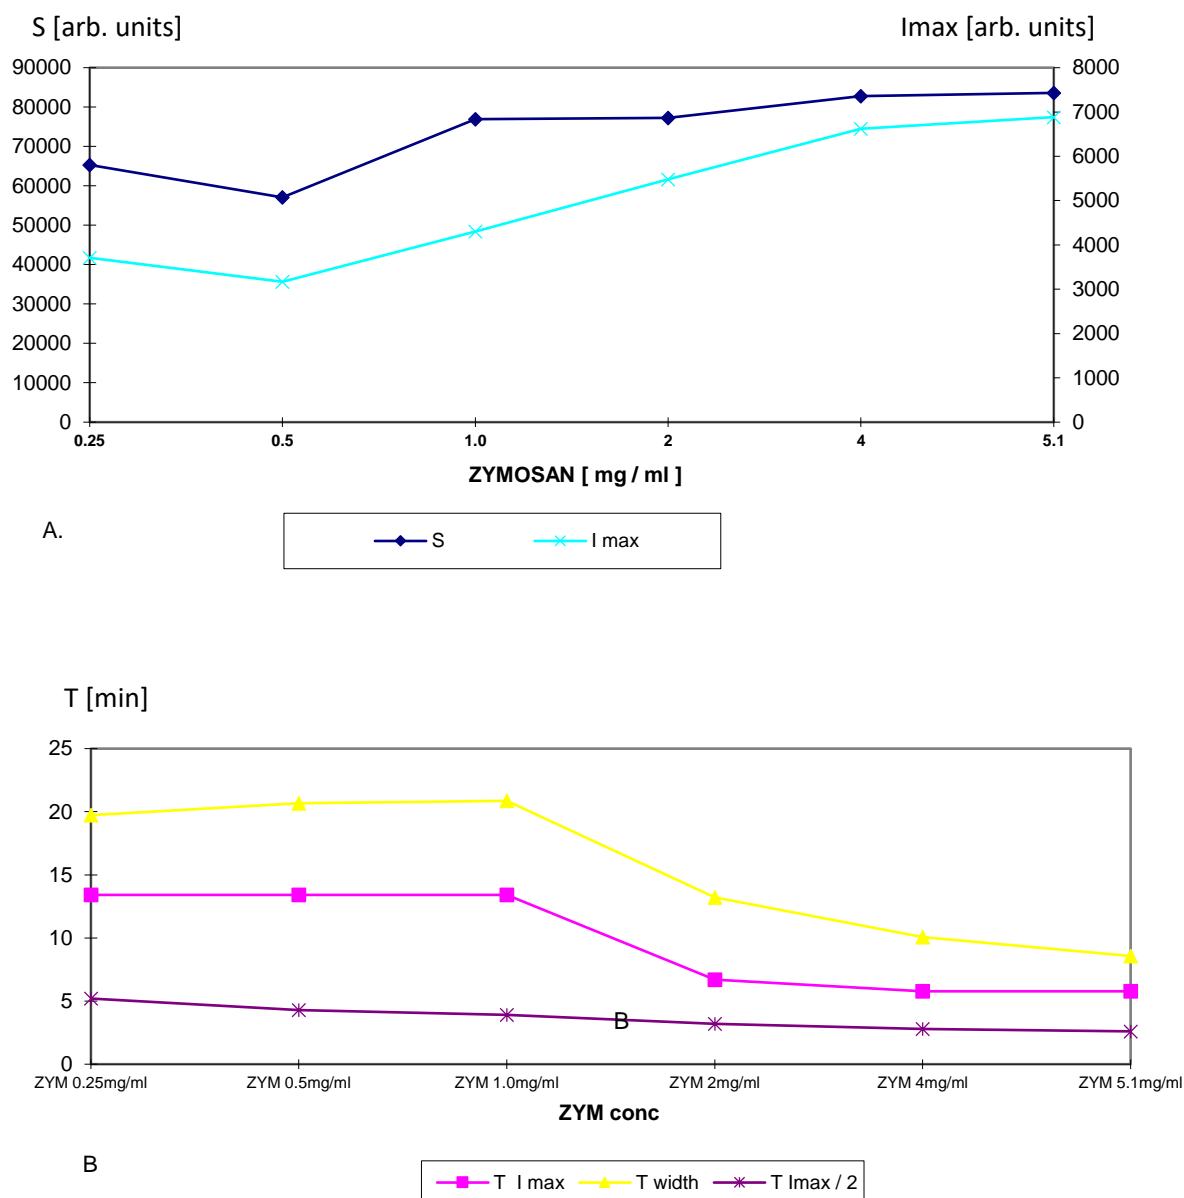 S [arb. units] Imax [arb. units]
90000 8000
80000 7000
70000 6000
60000 5000
50000 4000
40000 3000
30000 2000
20000 1000
10000 0
0
0.25 0.5 1.0 2 4 5.1
ZYMOSAN [ mg / ml ]
A.
S I max
T [min]
25
20
15
10
5
B
0
ZYM 0.25mg/ml ZYM 0.5mg/ml ZYM 1.0mg/ml ZYM 2mg/ml ZYM 4mg/ml ZYM 5.1mg/ml
ZYM conc
B
T I max T width T Imax / 2